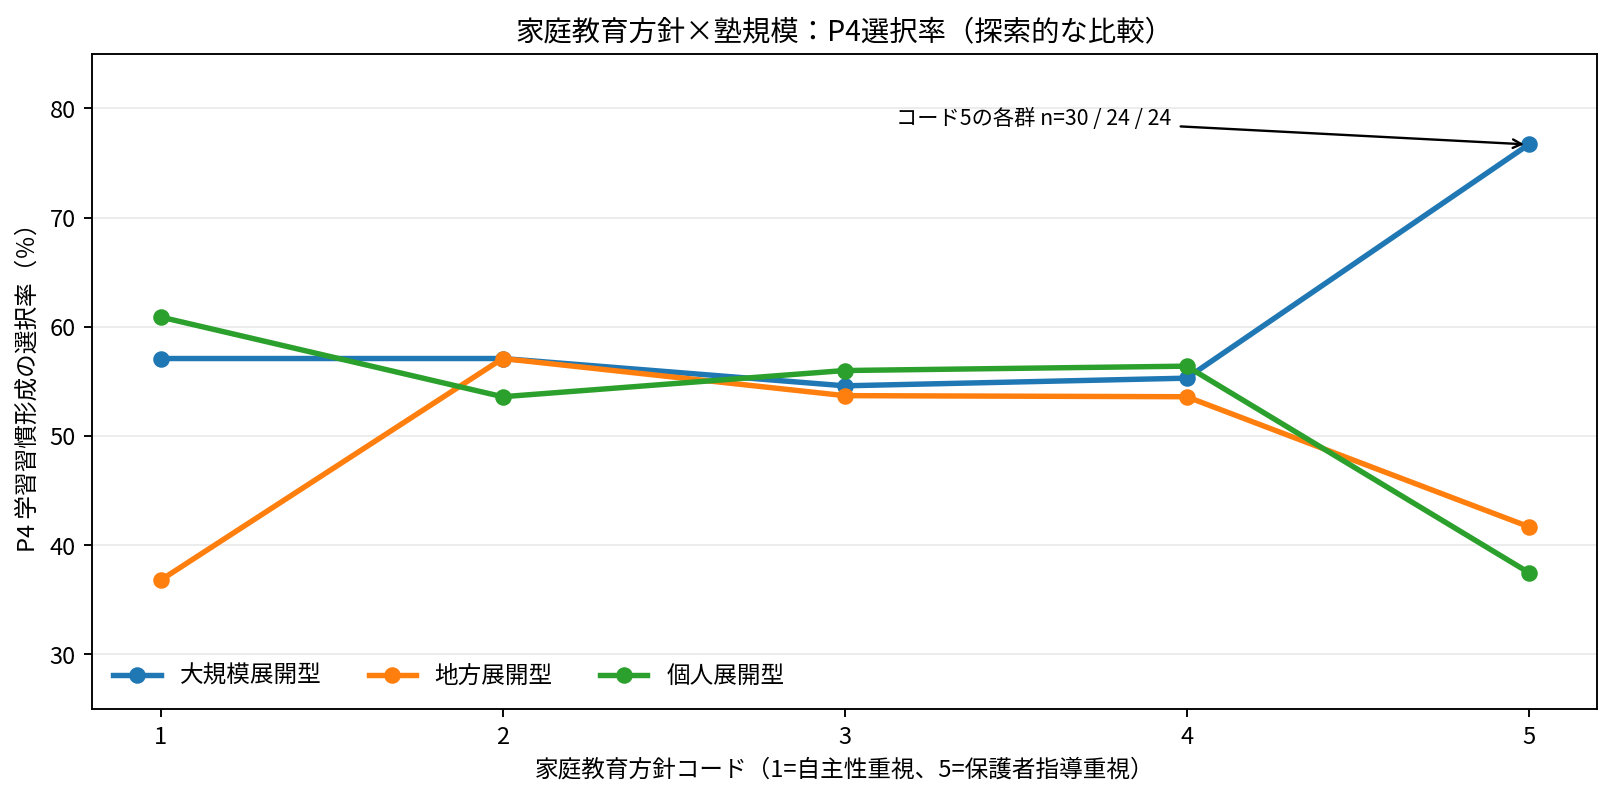 家庭教育方針×塾規模：P4選択率（探索的な比較）
P4 学習習慣形成の選択率（%）
80
70
60
50
40
30
コード5の各群 n=30 / 24 / 24
大規模展開型
地方展開型
個人展開型
1 2 3 4 5
家庭教育方針コード（1=自主性重視、5=保護者指導重視）